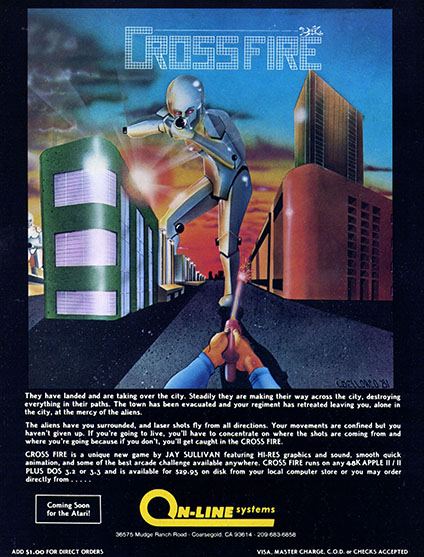 CROSSFIRE
They have landed and are taking over the city. Steadily they are making their way across the city, destroying
everything in their paths. The town has been evacuated and your regiment has retreated leaving you, alone in
the city, at the mercy of the aliens.
The aliens have you surrounded, and laser shots fly from all directions. Your movements are confined but you
haven't given up. If you're going to live, you'll have to concentrate on where the shots are coming from and
where you're going because if you don't, you'll get caught in the CROSS FIRE.
CROSS FIRE is a unique new game by JAY SULLIVAN featuring HI-RES graphics and sound, smooth quick
animation, and some of the best arcade challenge available anywhere. CROSS FIRE runs on any 48K APPLE II / II
PLUS DOS 3.2 or 3.3 and is available for $29.95 on disk from your local computer store or you may order
directly from . . . . .
Coming Soon
for the Atari!
ON-LINE systems
36575 Mudge Ranch Road · Coarsegold, CA 93614 · 209-683-6858
ADD $1.00 FOR DIRECT ORDERS
VISA, MASTER CHARGE, C.O.D. or CHECKS ACCEPTED